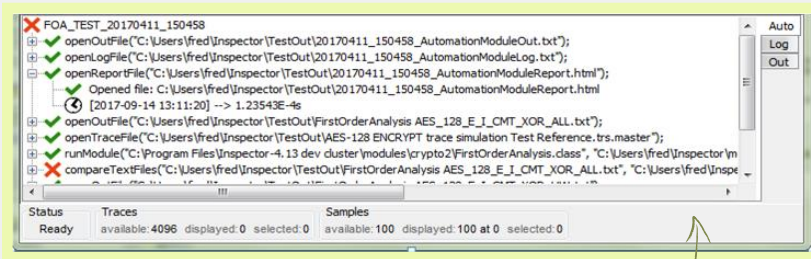 FOA_TEST_20170411_150458
openOutFile("C:\Users\fred\Inspector\TestOut\20170411_150458_AutomationModuleOut.txt");
openLogFile("C:\Users\fred\Inspector\TestOut\20170411_150458_AutomationModuleLog.txt");
openReportFile("C:\Users\fred\Inspector\TestOut\20170411_150458_AutomationModuleReport.html");
Opened file: C:\Users\fred\Inspector\TestOut\20170411_150458_AutomationModuleReport.html
[2017-09-14 13:11:20] --> 1.23543E-4s
openOutFile("C:\Users\fred\Inspector\TestOut\FirstOrderAnalysis AES_128_E_I_CMT_XOR_ALL.txt");
openTraceFile("C:\Users\fred\Inspector\TestOut\AES-128 ENCRYPT trace simulation Test Reference.trs.master");
runModule("C:\Program Files\Inspector-4.13 dev cluster\modules\crypto2\FirstOrderAnalysis.class", "C:\Users\fred\Inspector\m
compareTextFiles("C:\Users\fred\Inspector\TestOut\FirstOrderAnalysis AES_128_E_I_CMT_XOR_ALL.txt", "C:\Users\fred\Inspe
Auto
Log
Out
Status Traces Samples
Ready available: 4096 displayed: 0 selected: 0 available: 100 displayed: 100 at 0 selected: 0